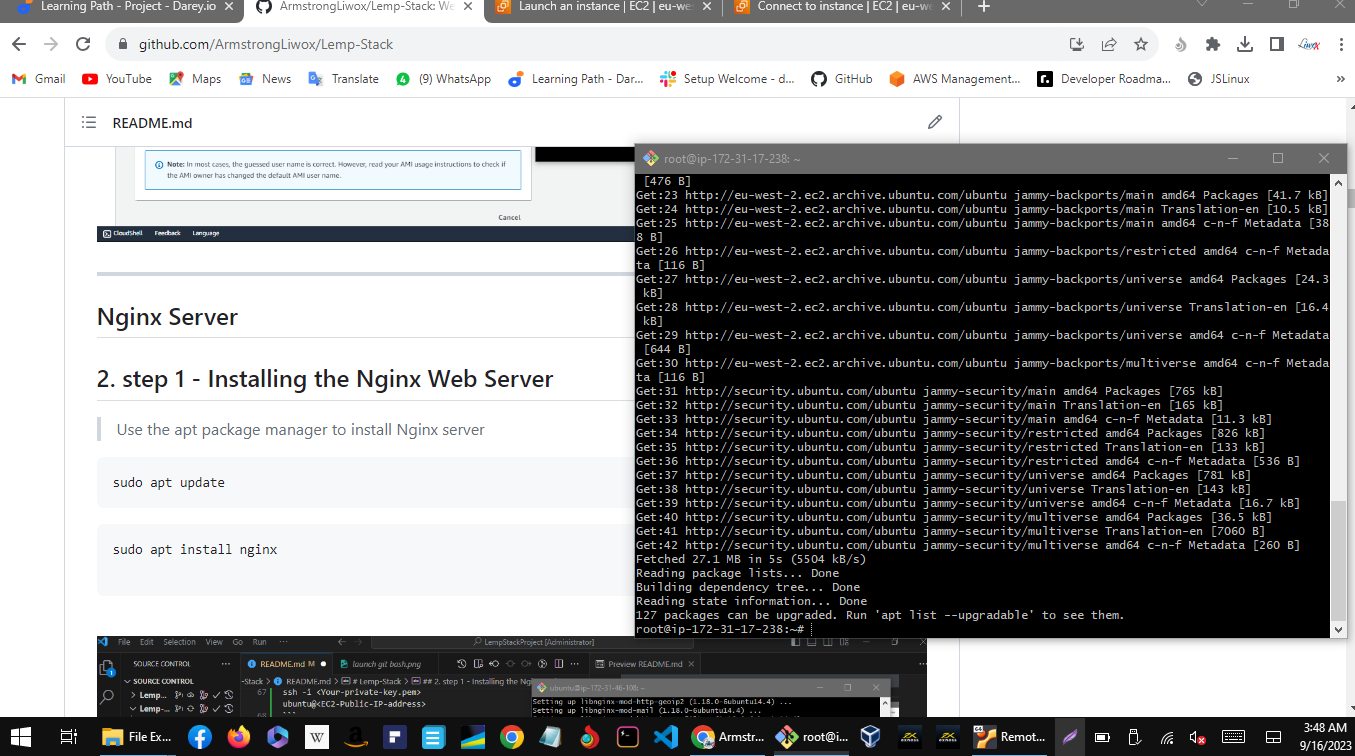 Learning Path - Project - Darey.io
ArmstrongLiwox/Lemp-Stack: We
Launch an instance | EC2 | eu-we
Connect to instance | EC2 | eu-w
github.com/ArmstrongLiwox/Lemp-Stack
Gmail
YouTube
Maps
News
Translate
(9) WhatsApp
Learning Path - Dar...
Setup Welcome - d...
GitHub
AWS Management...
Developer Roadma...
JSLinux
README.md
Note: In most cases, the guessed user name is correct. However, read your AMI usage instructions to check if
the AMI owner has changed the default AMI user name.
Cancel
CloudShell Feedback Language
Nginx Server
2. step 1 - Installing the Nginx Web Server
Use the apt package manager to install Nginx server
sudo apt update
sudo apt install nginx
root@ip-172-31-17-238: ~
[476 B]
Get:23 http://eu-west-2.ec2.archive.ubuntu.com/ubuntu jammy-backports/main amd64 Packages [41.7 kB]
Get:24 http://eu-west-2.ec2.archive.ubuntu.com/ubuntu jammy-backports/main Translation-en [10.5 kB]
Get:25 http://eu-west-2.ec2.archive.ubuntu.com/ubuntu jammy-backports/main amd64 c-n-f Metadata [38
8 B]
Get:26 http://eu-west-2.ec2.archive.ubuntu.com/ubuntu jammy-backports/restricted amd64 c-n-f Metada
ta [116 B]
Get:27 http://eu-west-2.ec2.archive.ubuntu.com/ubuntu jammy-backports/universe amd64 Packages [24.3
kB]
Get:28 http://eu-west-2.ec2.archive.ubuntu.com/ubuntu jammy-backports/universe Translation-en [16.4
kB]
Get:29 http://eu-west-2.ec2.archive.ubuntu.com/ubuntu jammy-backports/universe amd64 c-n-f Metadata
[644 B]
Get:30 http://eu-west-2.ec2.archive.ubuntu.com/ubuntu jammy-backports/multiverse amd64 c-n-f Metada
ta [116 B]
Get:31 http://security.ubuntu.com/ubuntu jammy-security/main amd64 Packages [765 kB]
Get:32 http://security.ubuntu.com/ubuntu jammy-security/main Translation-en [165 kB]
Get:33 http://security.ubuntu.com/ubuntu jammy-security/main amd64 c-n-f Metadata [11.3 kB]
Get:34 http://security.ubuntu.com/ubuntu jammy-security/restricted amd64 Packages [826 kB]
Get:35 http://security.ubuntu.com/ubuntu jammy-security/restricted Translation-en [133 kB]
Get:36 http://security.ubuntu.com/ubuntu jammy-security/restricted amd64 c-n-f Metadata [536 B]
Get:37 http://security.ubuntu.com/ubuntu jammy-security/universe amd64 Packages [781 kB]
Get:38 http://security.ubuntu.com/ubuntu jammy-security/universe Translation-en [143 kB]
Get:39 http://security.ubuntu.com/ubuntu jammy-security/universe amd64 c-n-f Metadata [16.7 kB]
Get:40 http://security.ubuntu.com/ubuntu jammy-security/multiverse amd64 Packages [36.5 kB]
Get:41 http://security.ubuntu.com/ubuntu jammy-security/multiverse Translation-en [7060 B]
Get:42 http://security.ubuntu.com/ubuntu jammy-security/multiverse amd64 c-n-f Metadata [260 B]
Fetched 27.1 MB in 5s (5504 kB/s)
Reading package lists... Done
Building dependency tree... Done
Reading state information... Done
127 packages can be upgraded. Run 'apt list --upgradable' to see them.
root@ip-172-31-17-238:~#
File Edit Selection View Go Run ...
LempStackProject [Administrator]
SOURCE CONTROL
README.md M
launch git bash.png
Preview README.md
SOURCE CONTROL
-Stack > README.md > # Lemp-Stack > ## 2. step 1 - Installing the Ng
Lemp...
Lemp-...
67 ssh -i <Your-private-key.pem>
ubuntu@<EC2-Public-IP-address>
68 ```
ubuntu@ip-172-31-46-108: ~
Setting up libnginx-mod-http-geoip2 (1.18.0-6ubuntu14.4) ...
Setting up libnginx-mod-mail (1.18.0-6ubuntu14.4) ...
File Ex...
Armstr...
root@i...
Remot...
3:48 AM
9/16/2023